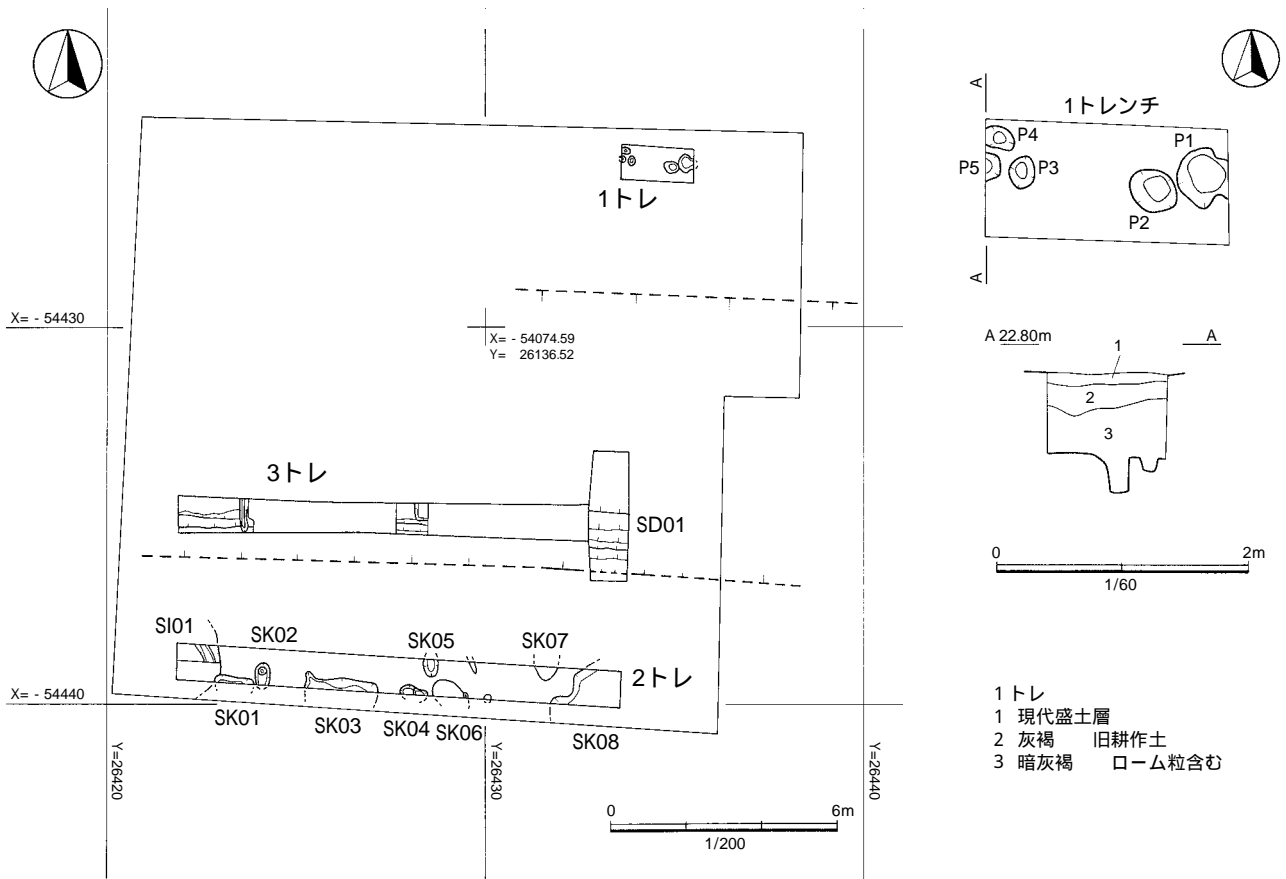 1トレ
X= - 54430
X= - 54074.59
Y= 26136.52
3トレ
SD01
SI01
SK02
SK05
SK07
2トレ
X= - 54440
SK01
SK03
SK04
SK06
SK08
Y=26420
Y=26430
Y=26440
0
6m
1/200
A
1トレンチ
P4
P1
P5
P3
P2
A
A 22.80m
1
A
2
3
0
2m
1/60
1トレ
1 現代盛土層
2 灰褐 旧耕作土
3 暗灰褐 ローム粒含む